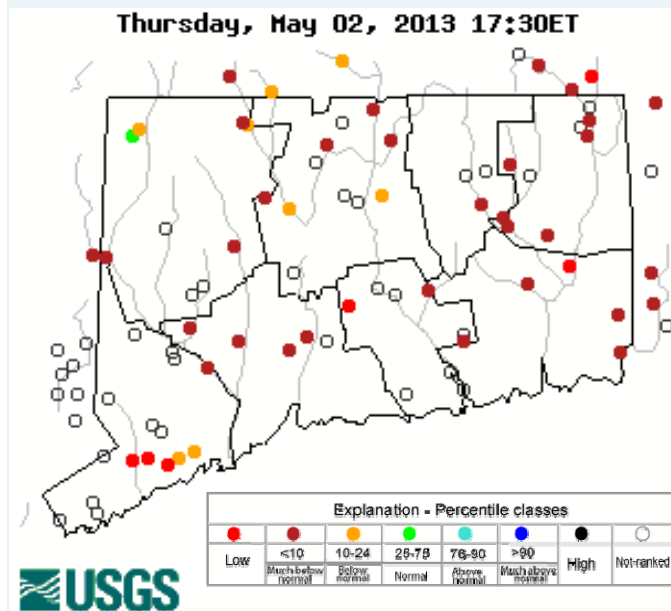 Thursday, May 02, 2013 17:30ET
Explanation - Percentile classes
Low ≤10 10-24 25-75 76-90 >90 High Not-ranked
Much below normal Below normal Normal Above normal Much above normal
USGS